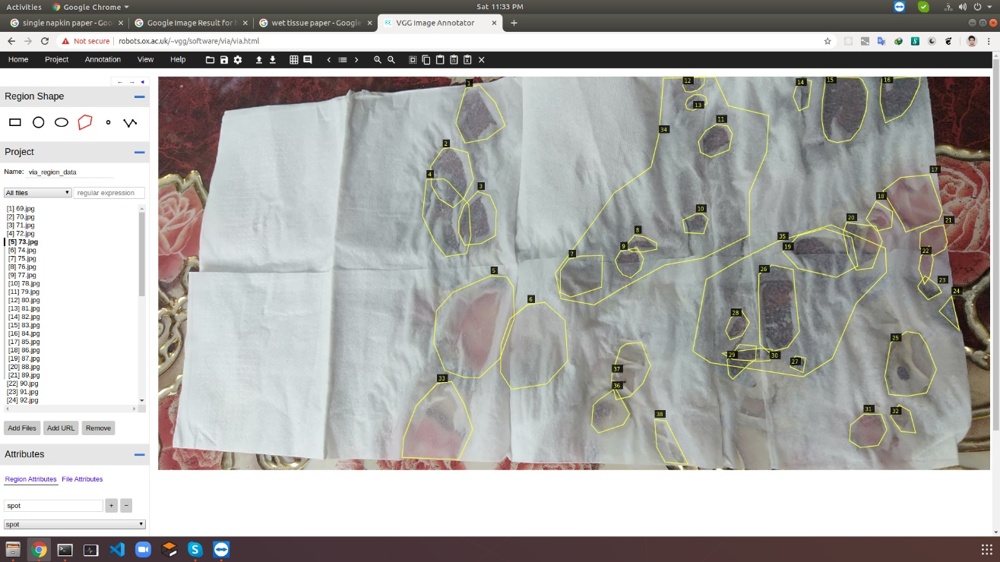 Activities Google Chrome Sat 11:33 PM
single napkin paper - Goo Google Image Result for h wet tissue paper - Google VGG Image Annotator
Not secure robots.ox.ac.uk/~vgg/software/via/via.html
Home Project Annotation View Help
Region Shape
Project
Name: via_region_data
All files regular expression
[1] 69.jpg
[2] 70.jpg
[3] 71.jpg
[4] 72.jpg
[5] 73.jpg
[6] 74.jpg
[7] 75.jpg
[8] 76.jpg
[9] 77.jpg
[10] 78.jpg
[11] 79.jpg
[12] 80.jpg
[13] 81.jpg
[14] 82.jpg
[15] 83.jpg
[16] 84.jpg
[17] 85.jpg
[18] 86.jpg
[19] 87.jpg
[20] 88.jpg
[21] 89.jpg
[22] 90.jpg
[23] 91.jpg
[24] 92.jpg
Add Files Add URL Remove
Attributes
Region Attributes File Attributes
spot + −
spot
1
12
14
15
16
13
11
34
2
17
4
3
18
10
20
21
8
35
9
19
22
7
5
26
23
6
24
28
25
29
30
27
37
33
36
38
31
32